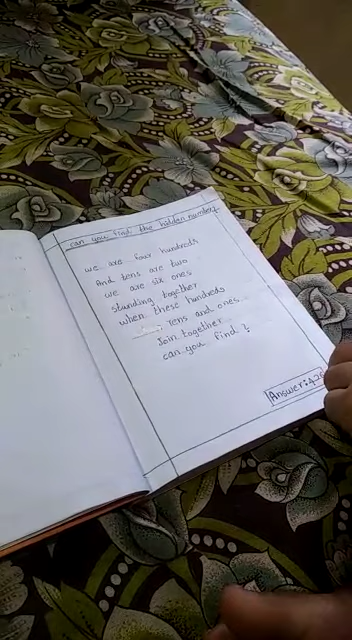 can you find the hidden number
we are four hundreds
And tens are two
we are six ones
standing together
when these hundreds
Tens and ones
Join together
can you find ?
Answer: 426